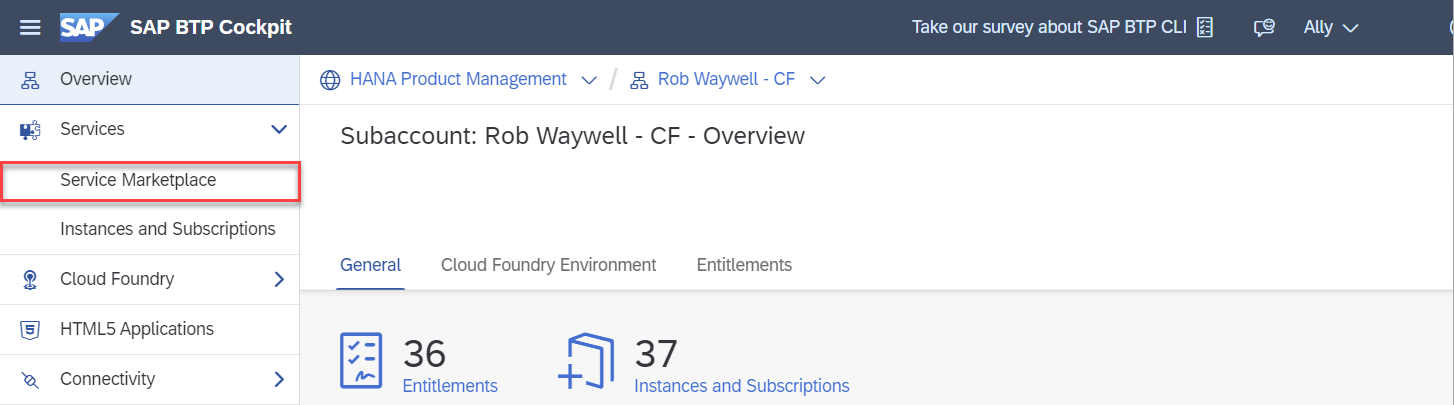 SAP SAP BTP Cockpit Take our survey about SAP BTP CLI Ally
Overview
Services
Service Marketplace
Instances and Subscriptions
Cloud Foundry
HTML5 Applications
Connectivity
HANA Product Management / Rob Waywell - CF
Subaccount: Rob Waywell - CF - Overview
General Cloud Foundry Environment Entitlements
36
Entitlements
37
Instances and Subscriptions